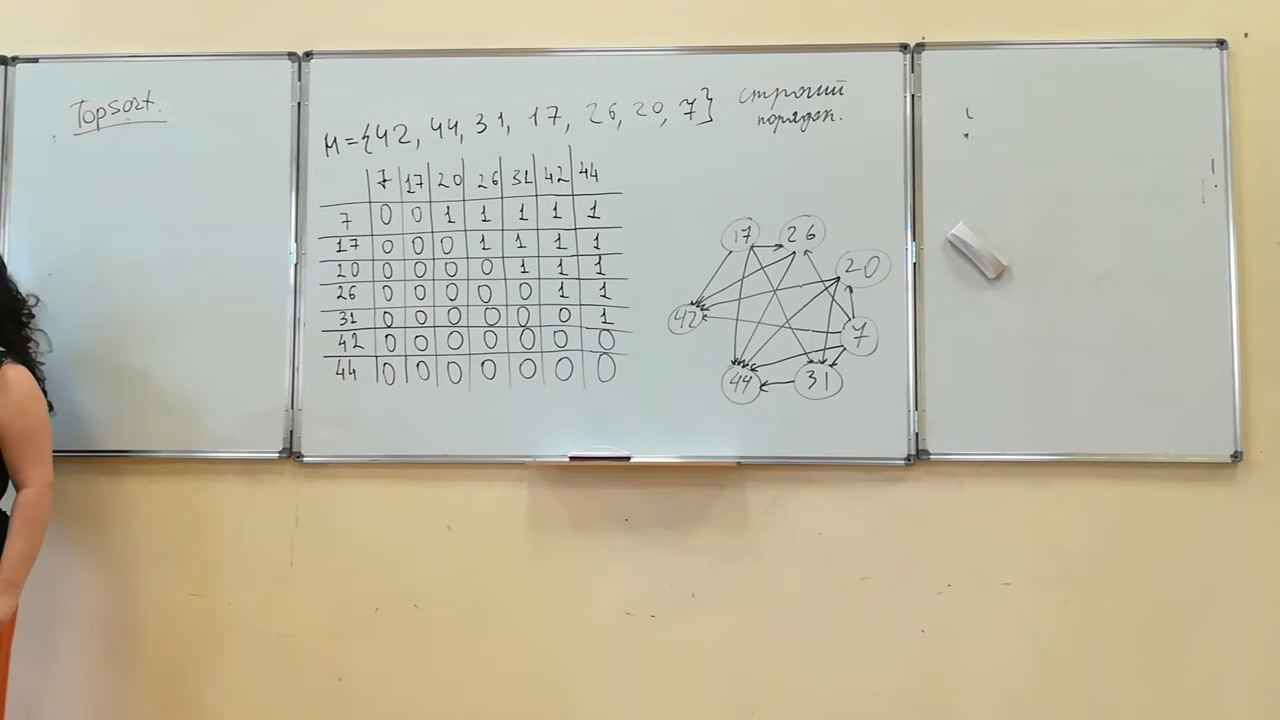 Topsort.
M={42, 44, 31, 17, 26, 20, 7}
строгий
порядок.
7 17 20 26 31 42 44
7 0 0 1 1 1 1 1
17 0 0 0 1 1 1 1
20 0 0 0 0 1 1 1
26 0 0 0 0 0 1 1
31 0 0 0 0 0 0 1
42 0 0 0 0 0 0 0
44 0 0 0 0 0 0 0
17
26
20
42
7
44
31